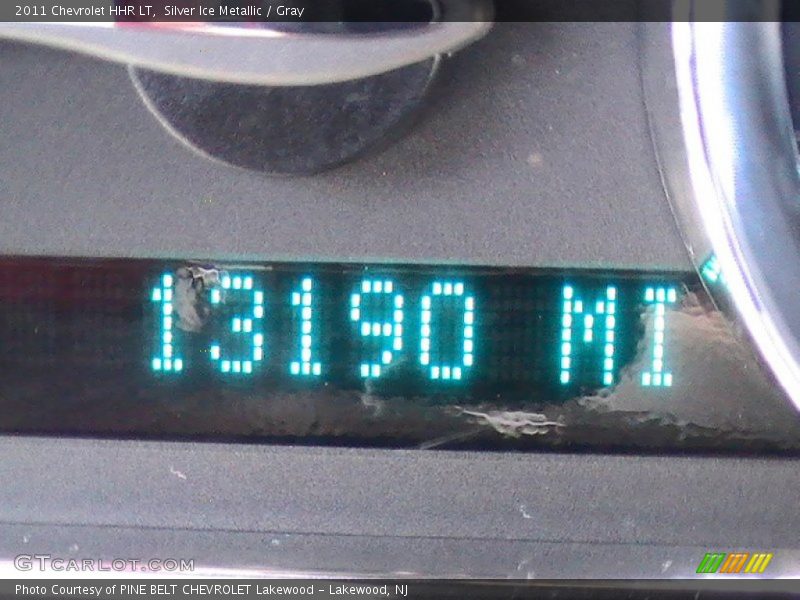 2011 Chevrolet HHR LT, Silver Ice Metallic / Gray
13190 MI
GTcarlot.com
Photo Courtesy of PINE BELT CHEVROLET Lakewood - Lakewood, NJ